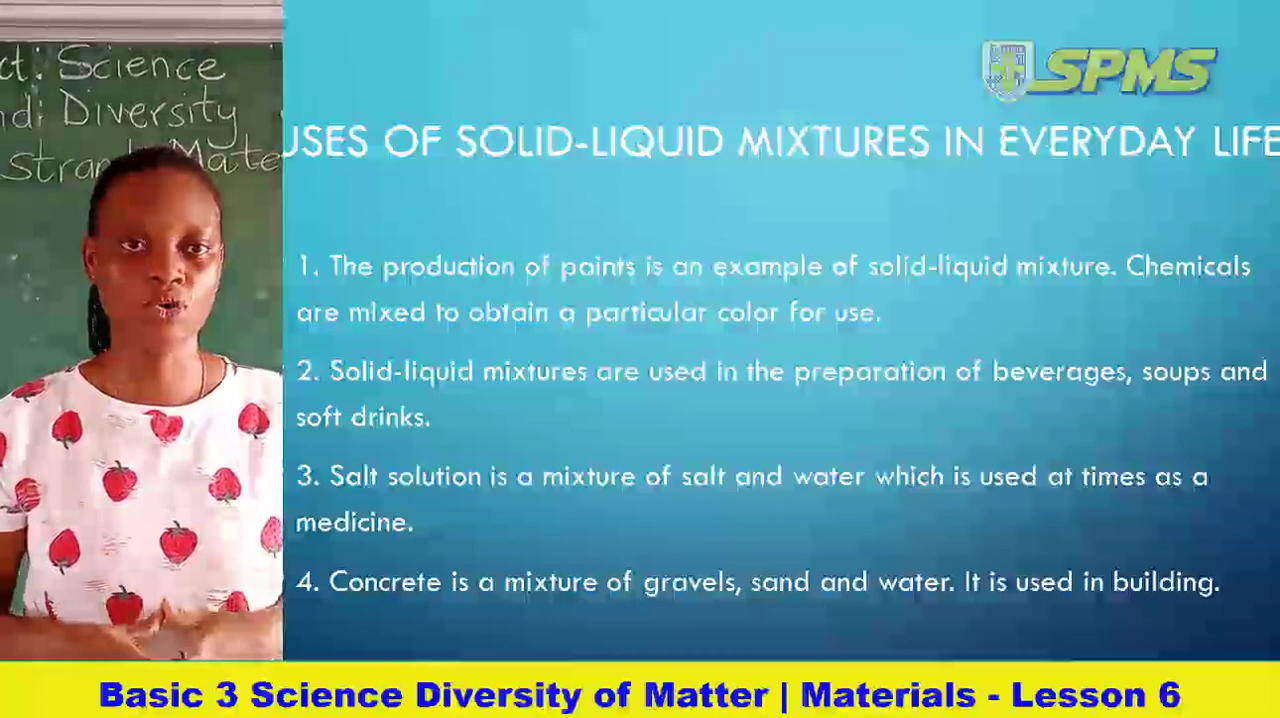 ct: Science
nd: Diversity
Strand: Mate
SPMS
USES OF SOLID-LIQUID MIXTURES IN EVERYDAY LIFE
1. The production of paints is an example of solid-liquid mixture. Chemicals
are mixed to obtain a particular color for use.
2. Solid-liquid mixtures are used in the preparation of beverages, soups and
soft drinks.
3. Salt solution is a mixture of salt and water which is used at times as a
medicine.
4. Concrete is a mixture of gravels, sand and water. It is used in building.
Basic 3 Science Diversity of Matter | Materials - Lesson 6